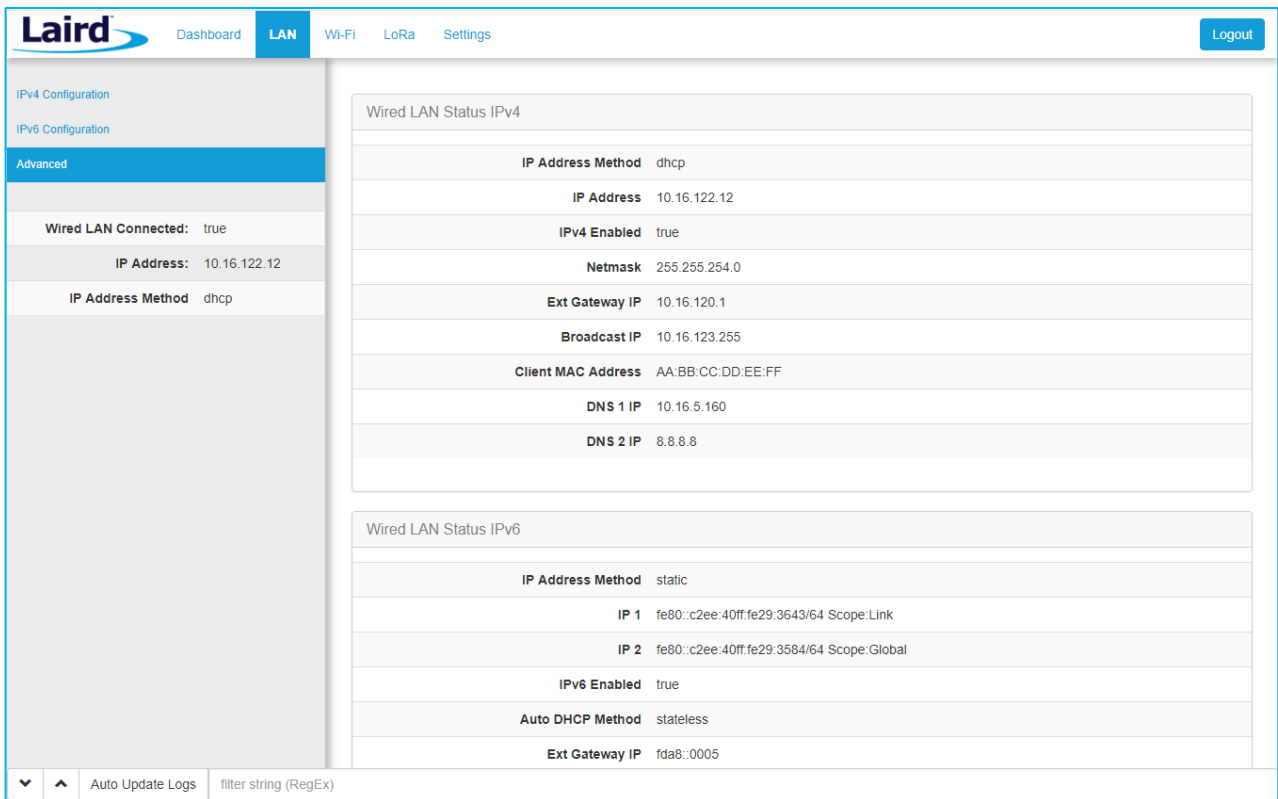 Laird
Dashboard LAN Wi-Fi LoRa Settings Logout
IPv4 Configuration
IPv6 Configuration
Advanced
Wired LAN Connected: true
IP Address: 10.16.122.12
IP Address Method dhcp
Wired LAN Status IPv4
IP Address Method dhcp
IP Address 10.16.122.12
IPv4 Enabled true
Netmask 255.255.254.0
Ext Gateway IP 10.16.120.1
Broadcast IP 10.16.123.255
Client MAC Address AA:BB:CC:DD:EE:FF
DNS 1 IP 10.16.5.160
DNS 2 IP 8.8.8.8
Wired LAN Status IPv6
IP Address Method static
IP 1 fe80::c2ee:40ff:fe29:3643/64 Scope:Link
IP 2 fe80::c2ee:40ff:fe29:3584/64 Scope:Global
IPv6 Enabled true
Auto DHCP Method stateless
Ext Gateway IP fda8::0005
Auto Update Logs filter string (RegEx)